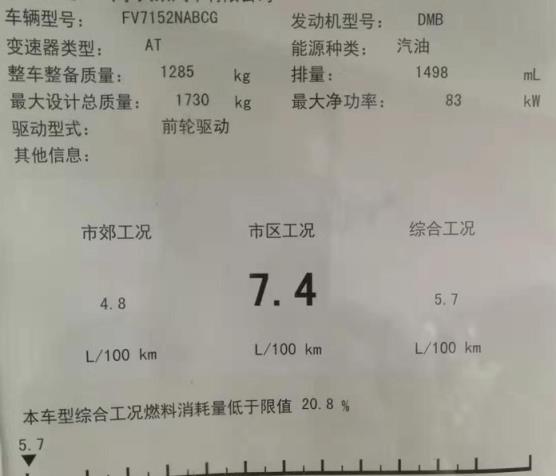 车辆型号: FV7152NABCG 发动机型号: DMB
变速器类型: AT 能源种类: 汽油
整车整备质量: 1285 kg 排量: 1498 mL
最大设计总质量: 1730 kg 最大净功率: 83 kW
驱动型式: 前轮驱动
其他信息:
市郊工况 市区工况 综合工况
4.8 7.4 5.7
L/100 km L/100 km L/100 km
本车型综合工况燃料消耗量低于限值 20.8 %
5.7